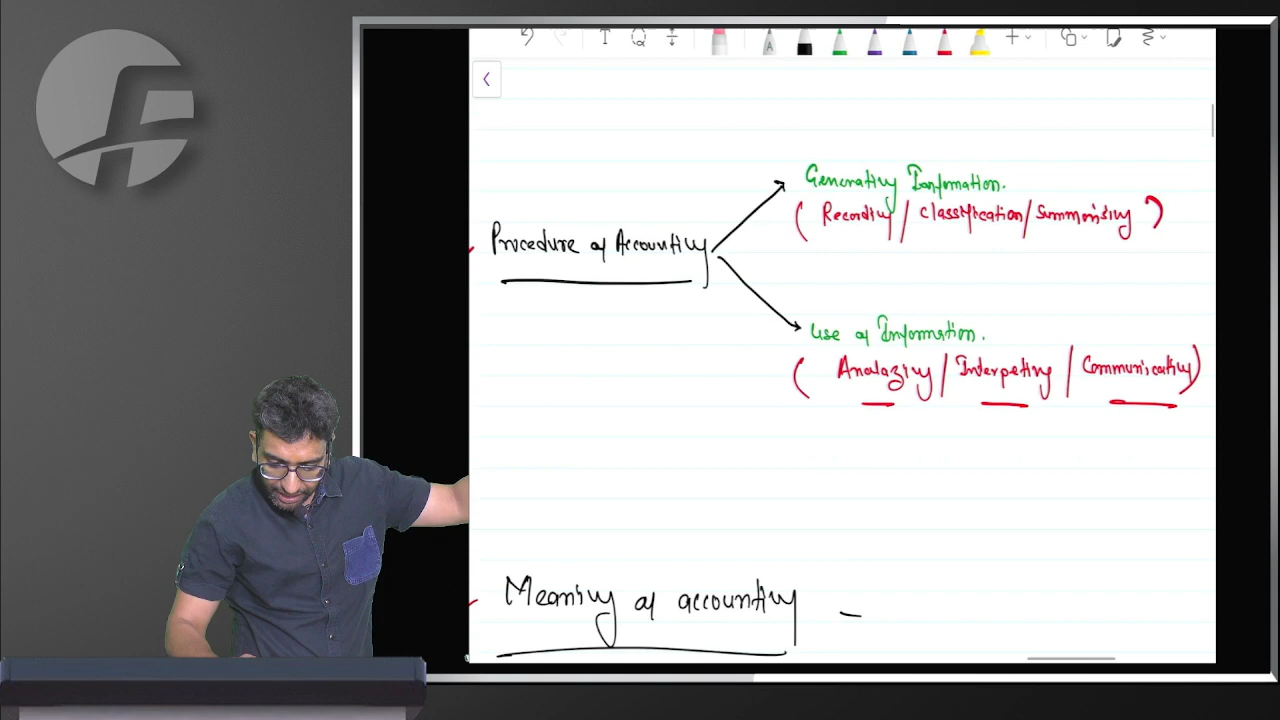 Generating Information.
( Recording / Classification / Summarising )
Procedure of Accounting
Use of Information.
( Analazing / Interpeting / Communicating )
Meaning of accounting –